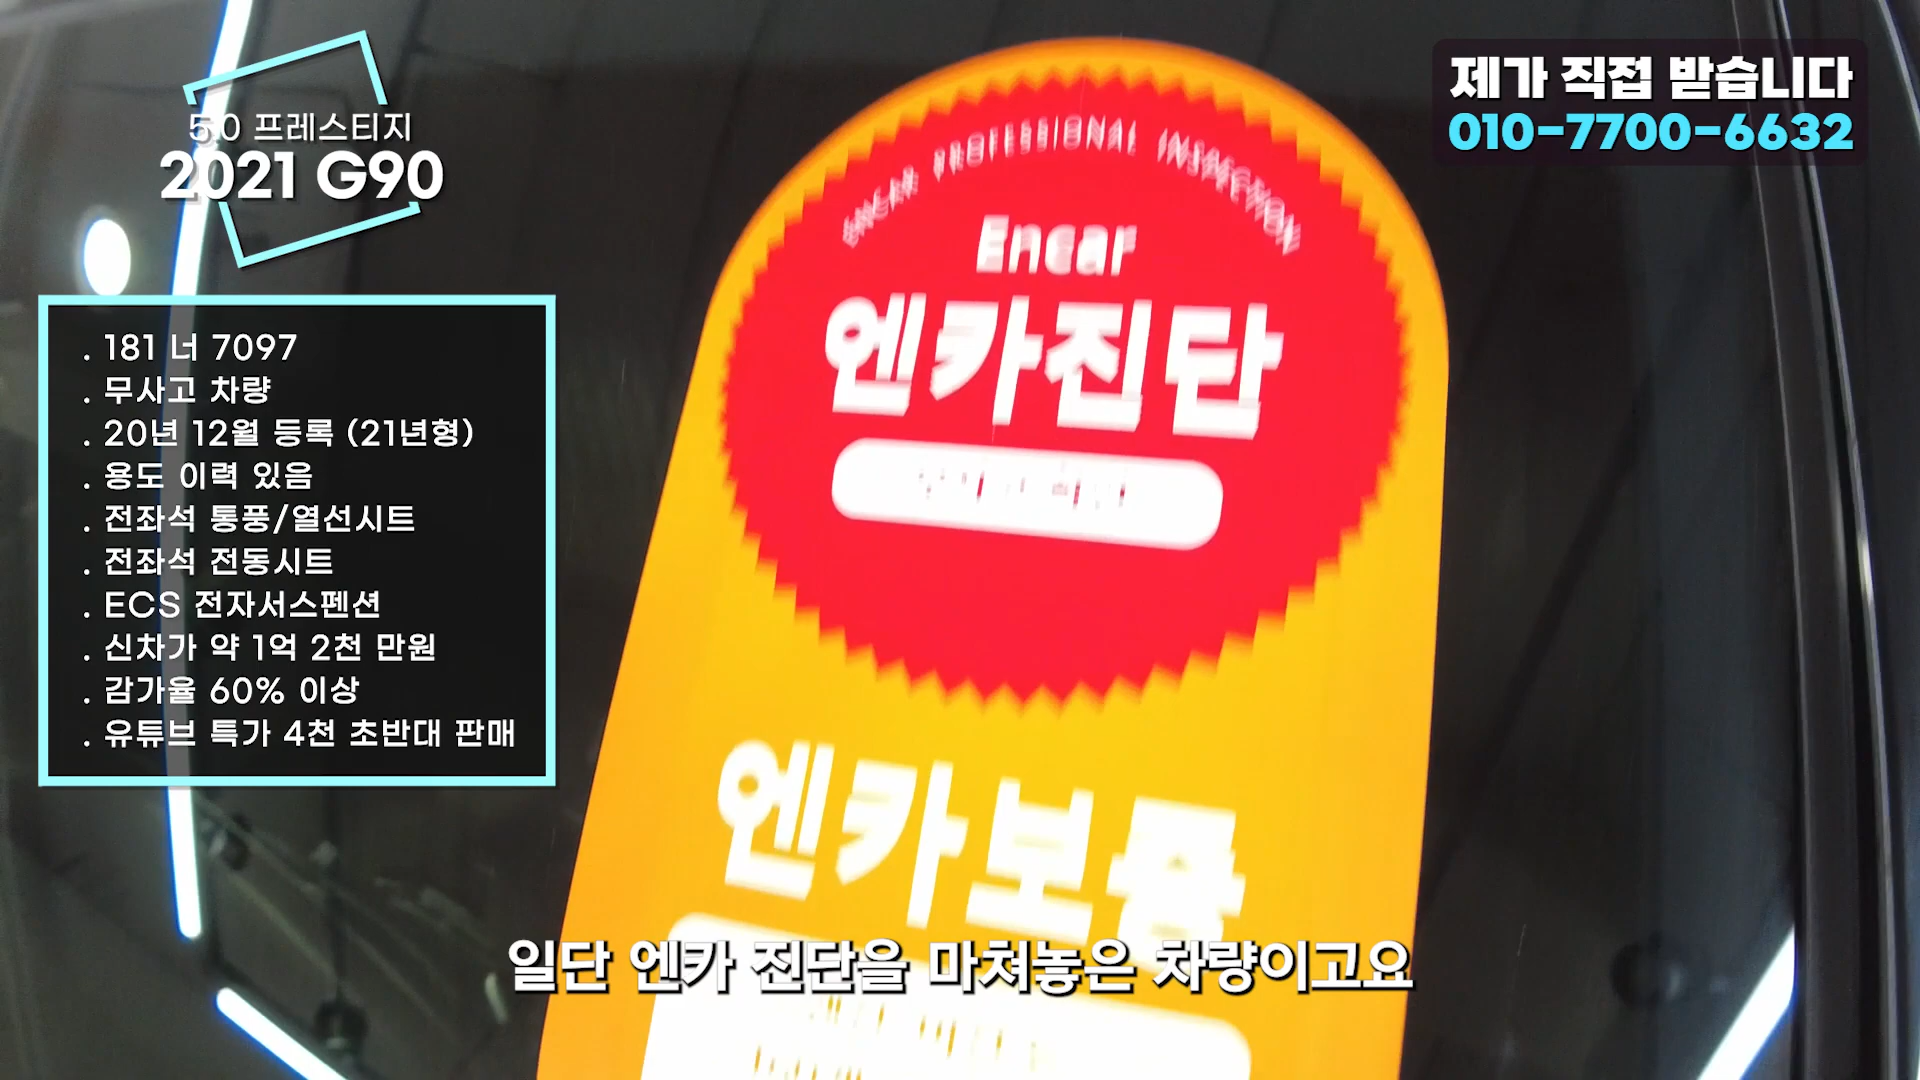 5.0 프레스티지
2021 G90
제가 직접 받습니다
010-7700-6632
. 181 너 7097
. 무사고 차량
. 20년 12월 등록 (21년형)
. 용도 이력 있음
. 전좌석 통풍/열선시트
. 전좌석 전동시트
. ECS 전자서스펜션
. 신차가 약 1억 2천 만원
. 감가율 60% 이상
. 유튜브 특가 4천 초반대 판매
ENCAR PROFESSIONAL INSPECTION
Encar
엔카진단
엔카보증
일단 엔카 진단을 마쳐놓은 차량이고요